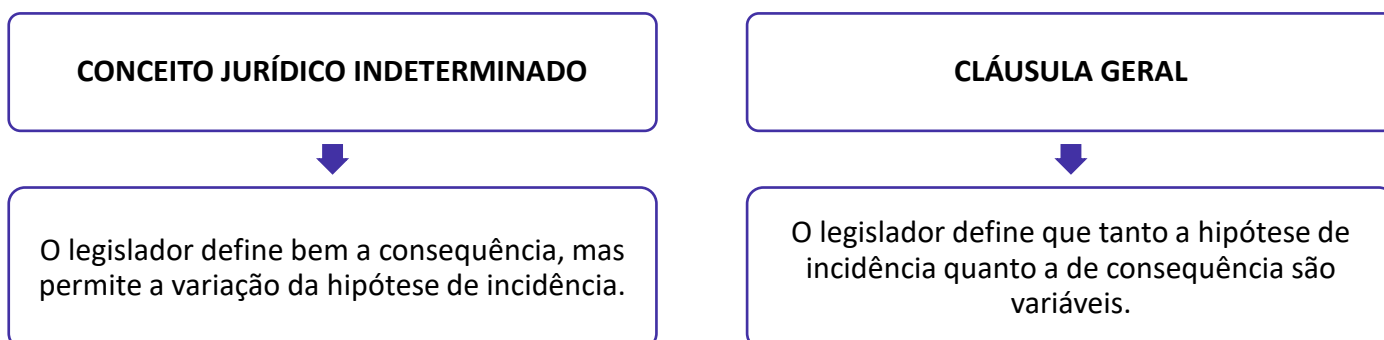 CONCEITO JURÍDICO INDETERMINADO
O legislador define bem a consequência, mas
permite a variação da hipótese de incidência.
CLÁUSULA GERAL
O legislador define que tanto a hipótese de
incidência quanto a de consequência são
variáveis.